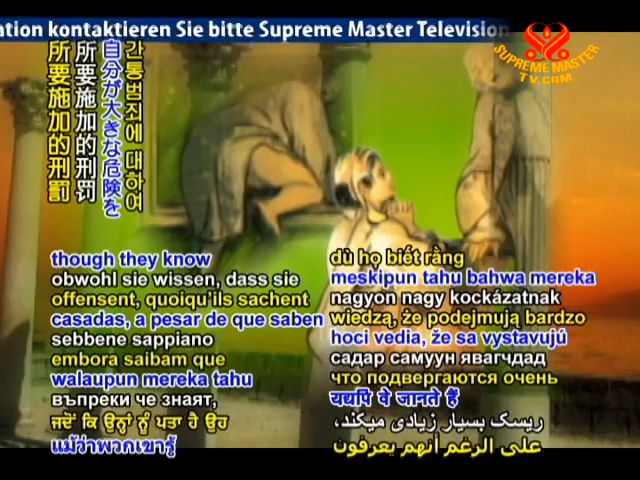 ation kontaktieren Sie bitte Supreme Master Television
SUPREME MASTER
TV.COM
所要施加的刑罰
所要施加的刑罚
自分が大きな危険を
간통범죄에 대하여
though they know
obwohl sie wissen, dass sie
offensent, quoiqu'ils sachent
casadas, a pesar de que saben
sebbene sappiano
embora saibam que
walaupun mereka tahu
въпреки че знаят,
ਜਦੋਂ ਕਿ ਉਨ੍ਹਾਂ ਨੂੰ ਪਤਾ ਹੈ ਉਹ
แม้ว่าพวกเขารู้
dù họ biết rằng
meskipun tahu bahwa mereka
nagyon nagy kockázatnak
wiedzą, że podejmują bardzo
hoci vedia, že sa vystavujú
садар самуун явагчдад
что подвергаются очень
यद्यपि वे जानते हैं
ریسک بسیار زیادی میکند،
على الرغم أنهم يعرفون